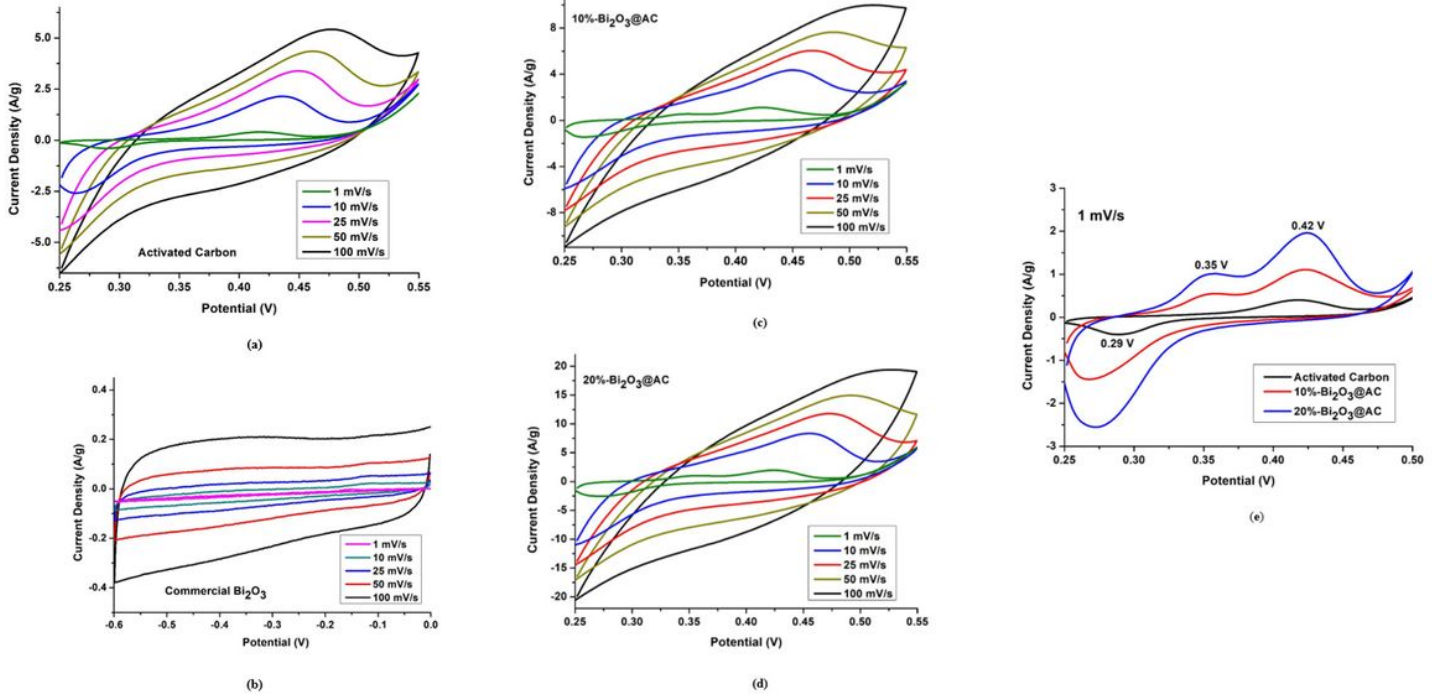 5.0
2.5
0.0
-2.5
-5.0
Current Density (A/g)
1 mV/s
10 mV/s
25 mV/s
50 mV/s
100 mV/s
Activated Carbon
0.25 0.30 0.35 0.40 0.45 0.50 0.55
Potential (V)
(a)
0.4
0.2
0.0
-0.2
-0.4
Current Density (A/g)
1 mV/s
10 mV/s
25 mV/s
50 mV/s
100 mV/s
Commercial Bi₂O₃
-0.6 -0.5 -0.4 -0.3 -0.2 -0.1 0.0
Potential (V)
(b)
10%-Bi₂O₃@AC
8
4
0
-4
-8
Current Density (A/g)
1 mV/s
10 mV/s
25 mV/s
50 mV/s
100 mV/s
0.25 0.30 0.35 0.40 0.45 0.50 0.55
Potential (V)
(c)
20%-Bi₂O₃@AC
20
15
10
5
0
-5
-10
-15
-20
Current Density (A/g)
1 mV/s
10 mV/s
25 mV/s
50 mV/s
100 mV/s
0.25 0.30 0.35 0.40 0.45 0.50 0.55
Potential (V)
(d)
3
2
1
0
-1
-2
-3
Current Density (A/g)
1 mV/s
0.42 V
0.35 V
0.29 V
Activated Carbon
10%-Bi₂O₃@AC
20%-Bi₂O₃@AC
0.25 0.30 0.35 0.40 0.45 0.50
Potential (V)
(e)